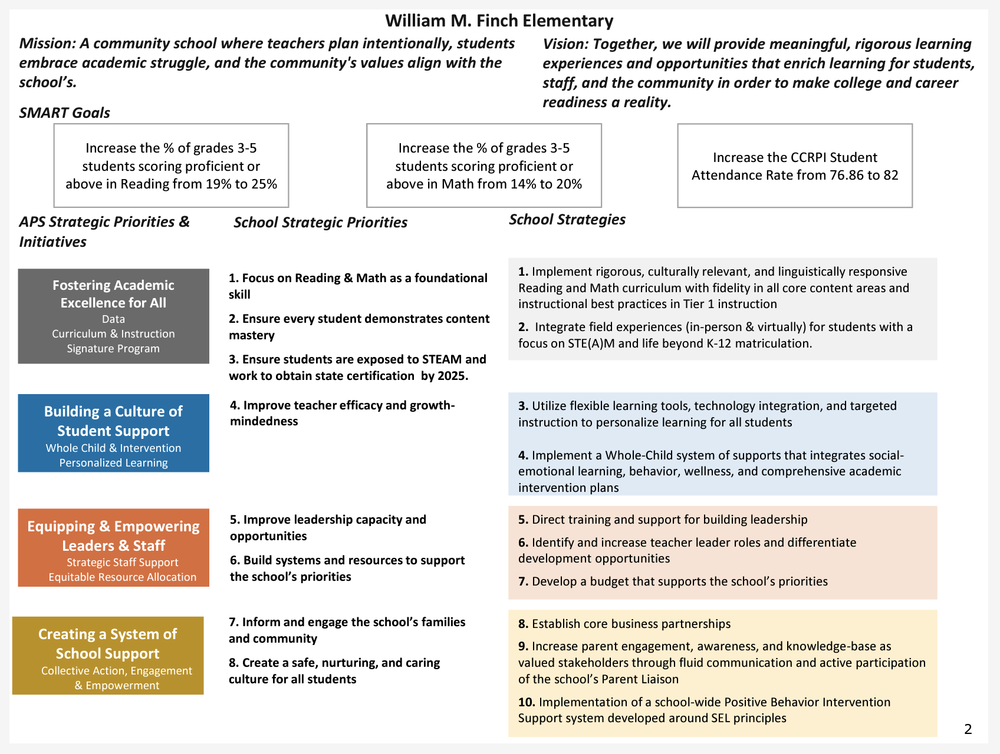 William M. Finch Elementary
Mission: A community school where teachers plan intentionally, students
embrace academic struggle, and the community's values align with the
school’s.
Vision: Together, we will provide meaningful, rigorous learning
experiences and opportunities that enrich learning for students,
staff, and the community in order to make college and career
readiness a reality.
SMART Goals
Increase the % of grades 3-5
students scoring proficient or
above in Reading from 19% to 25%
Increase the % of grades 3-5
students scoring proficient or
above in Math from 14% to 20%
Increase the CCRPI Student
Attendance Rate from 76.86 to 82
APS Strategic Priorities &
Initiatives
School Strategic Priorities
School Strategies
Fostering Academic
Excellence for All
Data
Curriculum & Instruction
Signature Program
1. Focus on Reading & Math as a foundational
skill
2. Ensure every student demonstrates content
mastery
3. Ensure students are exposed to STEAM and
work to obtain state certification by 2025.
1. Implement rigorous, culturally relevant, and linguistically responsive
Reading and Math curriculum with fidelity in all core content areas and
instructional best practices in Tier 1 instruction
2. Integrate field experiences (in-person & virtually) for students with a
focus on STE(A)M and life beyond K-12 matriculation.
Building a Culture of
Student Support
Whole Child & Intervention
Personalized Learning
4. Improve teacher efficacy and growth-
mindedness
3. Utilize flexible learning tools, technology integration, and targeted
instruction to personalize learning for all students
4. Implement a Whole-Child system of supports that integrates social-
emotional learning, behavior, wellness, and comprehensive academic
intervention plans
Equipping & Empowering
Leaders & Staff
Strategic Staff Support
Equitable Resource Allocation
5. Improve leadership capacity and
opportunities
6. Build systems and resources to support
the school’s priorities
5. Direct training and support for building leadership
6. Identify and increase teacher leader roles and differentiate
development opportunities
7. Develop a budget that supports the school’s priorities
Creating a System of
School Support
Collective Action, Engagement
& Empowerment
7. Inform and engage the school’s families
and community
8. Create a safe, nurturing, and caring
culture for all students
8. Establish core business partnerships
9. Increase parent engagement, awareness, and knowledge-base as
valued stakeholders through fluid communication and active participation
of the school’s Parent Liaison
10. Implementation of a school-wide Positive Behavior Intervention
Support system developed around SEL principles
2